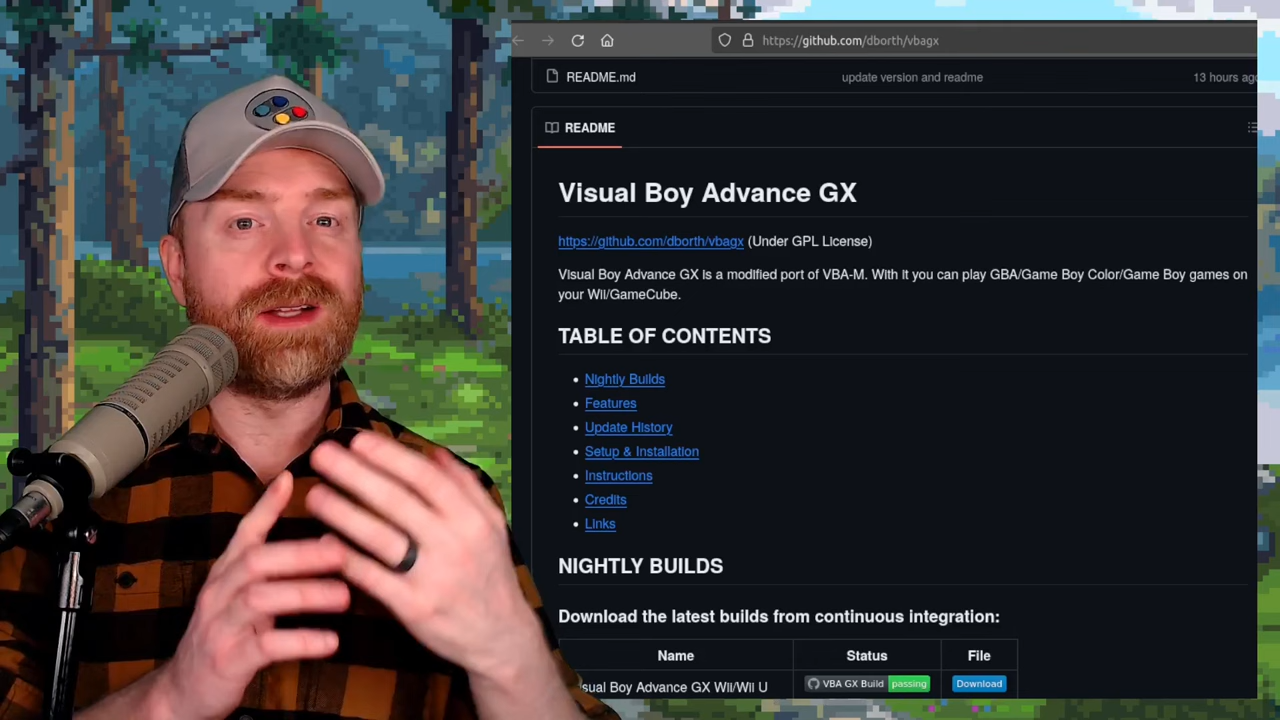 https://github.com/dborth/vbagx
README.md update version and readme 13 hours ago
README
Visual Boy Advance GX
https://github.com/dborth/vbagx (Under GPL License)
Visual Boy Advance GX is a modified port of VBA-M. With it you can play GBA/Game Boy Color/Game Boy games on
your Wii/GameCube.
TABLE OF CONTENTS
Nightly Builds
Features
Update History
Setup & Installation
Instructions
Credits
Links
NIGHTLY BUILDS
Download the latest builds from continuous integration:
Name Status File
sual Boy Advance GX Wii/Wii U VBA GX Build passing Download